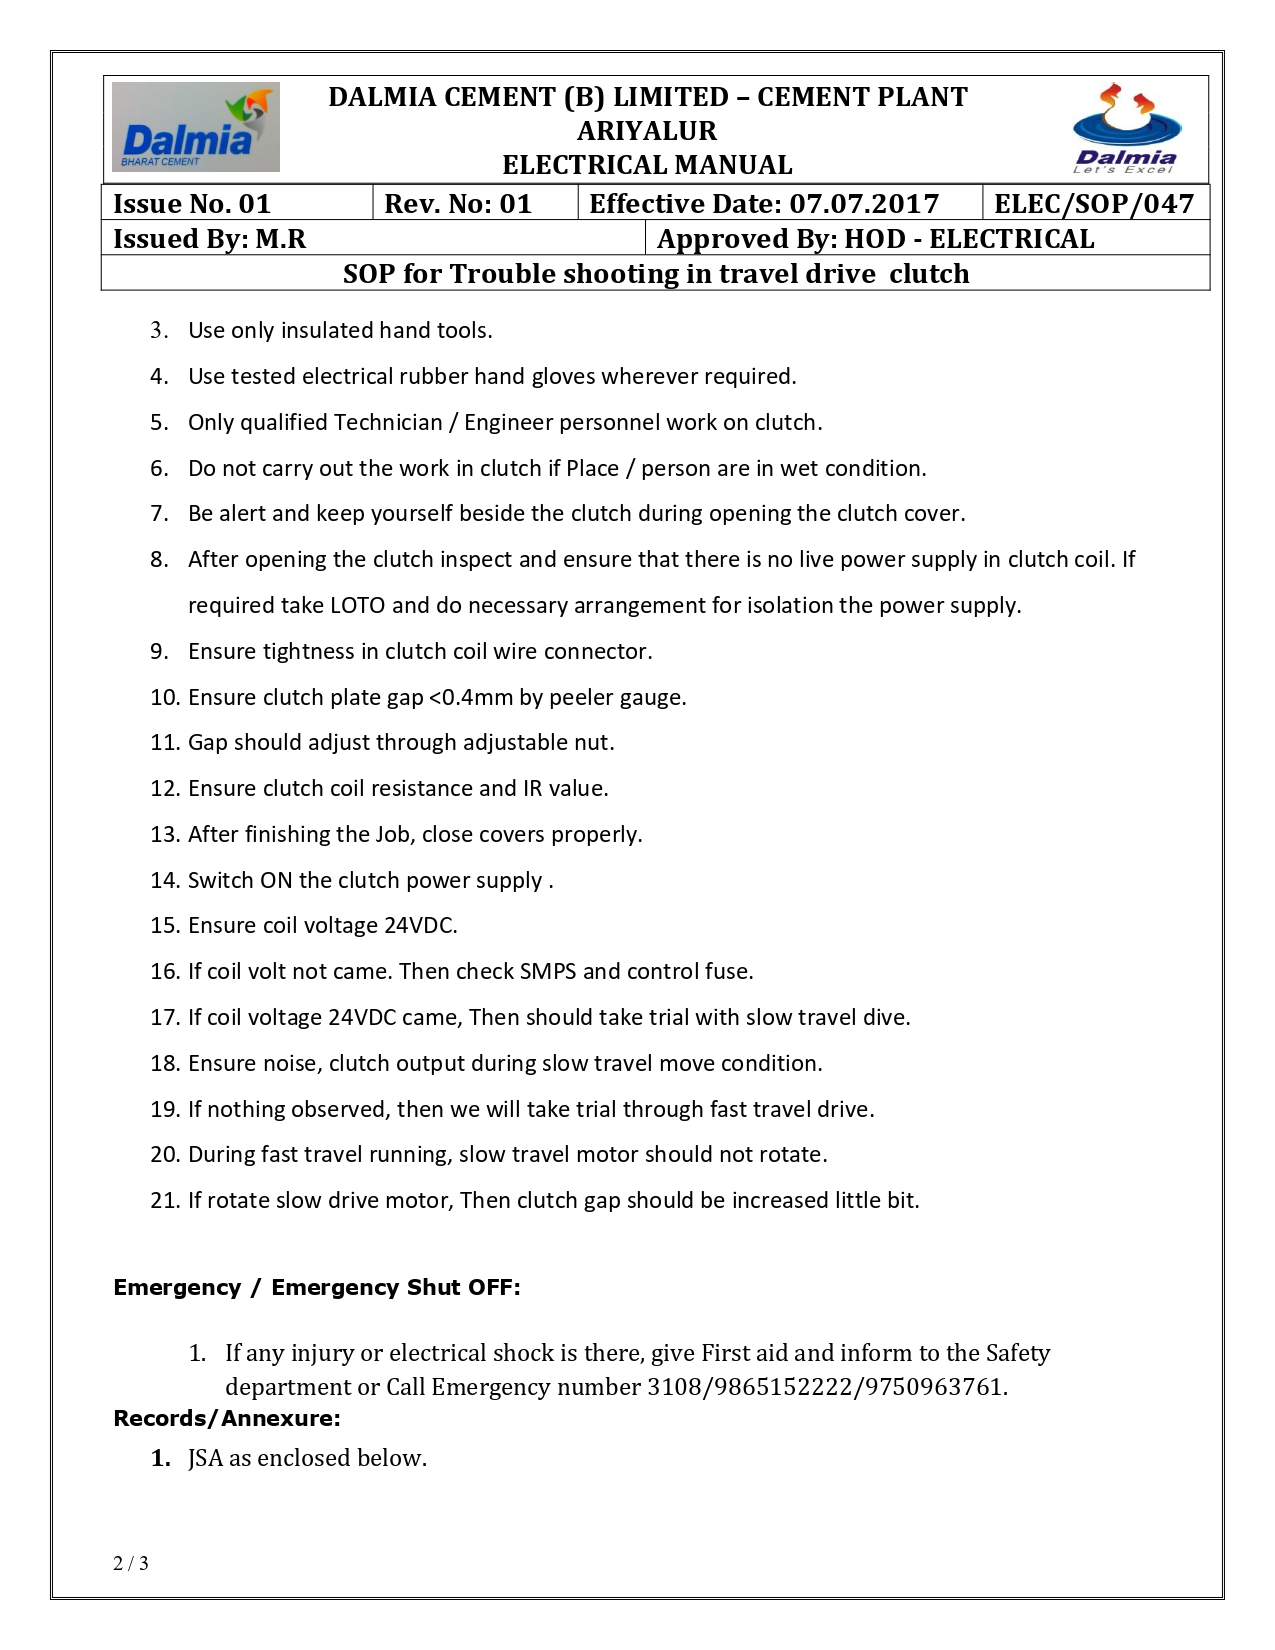 Dalmia
BHARAT CEMENT
DALMIA CEMENT (B) LIMITED – CEMENT PLANT
ARIYALUR
ELECTRICAL MANUAL
Dalmia
Let's Excel
Issue No. 01 Rev. No: 01 Effective Date: 07.07.2017 ELEC/SOP/047
Issued By: M.R Approved By: HOD - ELECTRICAL
SOP for Trouble shooting in travel drive clutch
3. Use only insulated hand tools.
4. Use tested electrical rubber hand gloves wherever required.
5. Only qualified Technician / Engineer personnel work on clutch.
6. Do not carry out the work in clutch if Place / person are in wet condition.
7. Be alert and keep yourself beside the clutch during opening the clutch cover.
8. After opening the clutch inspect and ensure that there is no live power supply in clutch coil. If
required take LOTO and do necessary arrangement for isolation the power supply.
9. Ensure tightness in clutch coil wire connector.
10. Ensure clutch plate gap <0.4mm by peeler gauge.
11. Gap should adjust through adjustable nut.
12. Ensure clutch coil resistance and IR value.
13. After finishing the Job, close covers properly.
14. Switch ON the clutch power supply .
15. Ensure coil voltage 24VDC.
16. If coil volt not came. Then check SMPS and control fuse.
17. If coil voltage 24VDC came, Then should take trial with slow travel dive.
18. Ensure noise, clutch output during slow travel move condition.
19. If nothing observed, then we will take trial through fast travel drive.
20. During fast travel running, slow travel motor should not rotate.
21. If rotate slow drive motor, Then clutch gap should be increased little bit.
Emergency / Emergency Shut OFF:
1. If any injury or electrical shock is there, give First aid and inform to the Safety
department or Call Emergency number 3108/9865152222/9750963761.
Records/Annexure:
1. JSA as enclosed below.
2 / 3